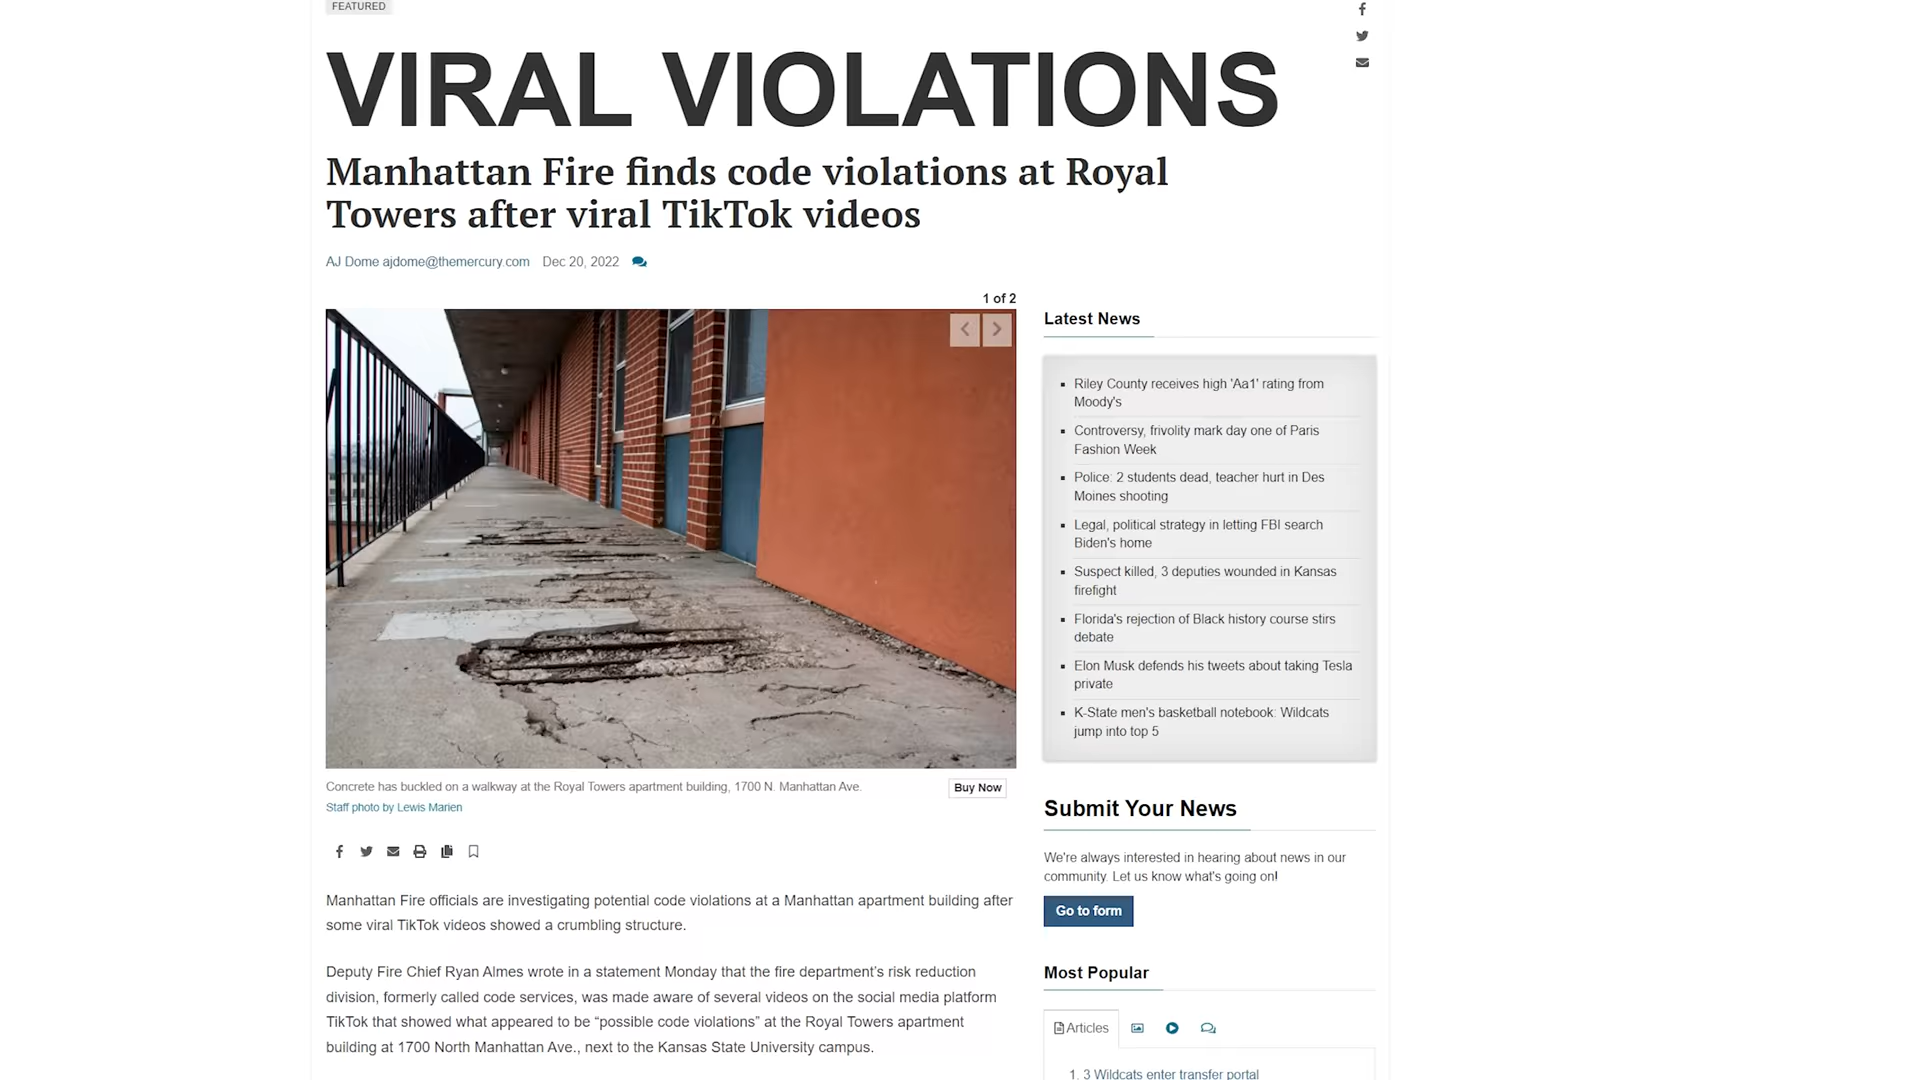 FEATURED
VIRAL VIOLATIONS
Manhattan Fire finds code violations at Royal
Towers after viral TikTok videos
AJ Dome ajdome@themercury.com Dec 20, 2022
1 of 2
Concrete has buckled on a walkway at the Royal Towers apartment building, 1700 N. Manhattan Ave.
Buy Now
Staff photo by Lewis Marien
Manhattan Fire officials are investigating potential code violations at a Manhattan apartment building after
some viral TikTok videos showed a crumbling structure.
Deputy Fire Chief Ryan Almes wrote in a statement Monday that the fire department's risk reduction
division, formerly called code services, was made aware of several videos on the social media platform
TikTok that showed what appeared to be “possible code violations” at the Royal Towers apartment
building at 1700 North Manhattan Ave., next to the Kansas State University campus.
Latest News
Riley County receives high 'Aa1' rating from
Moody's
Controversy, frivolity mark day one of Paris
Fashion Week
Police: 2 students dead, teacher hurt in Des
Moines shooting
Legal, political strategy in letting FBI search
Biden's home
Suspect killed, 3 deputies wounded in Kansas
firefight
Florida's rejection of Black history course stirs
debate
Elon Musk defends his tweets about taking Tesla
private
K-State men's basketball notebook: Wildcats
jump into top 5
Submit Your News
We're always interested in hearing about news in our
community. Let us know what's going on!
Go to form
Most Popular
Articles
1. 3 Wildcats enter transfer portal